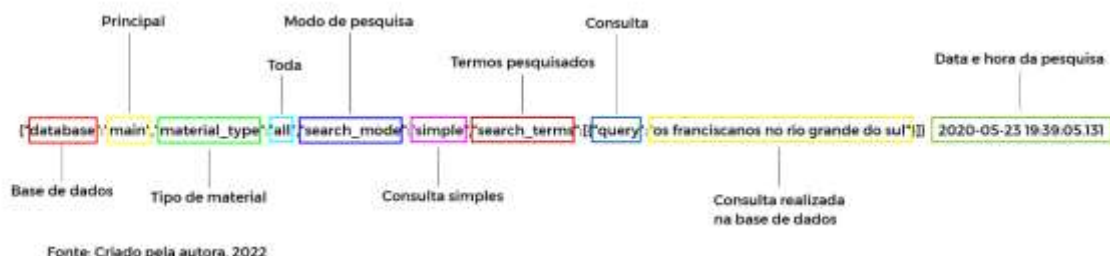 Principal
Modo de pesquisa
Consulta
Toda
Termos pesquisados
Data e hora da pesquisa
{"database":"main","material_type":"all","search_mode":"simple","search_terms":[{"query":"os franciscanos no rio grande do sul"}]} 2020-05-23 19.39.05.131
Base de dados
Tipo de material
Consulta simples
Consulta realizada
na base de dados
Fonte: Criado pela autora, 2022